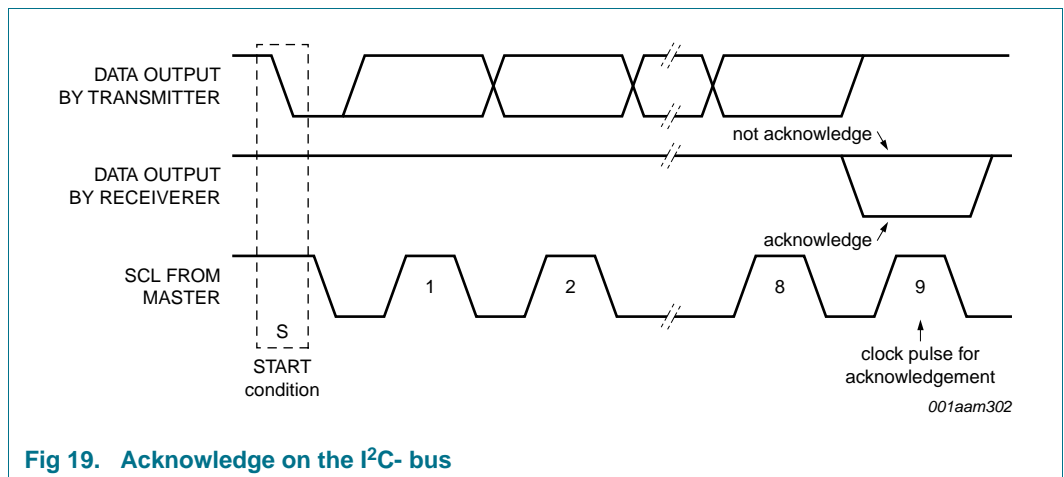 DATA OUTPUT
BY TRANSMITTER
not acknowledge
DATA OUTPUT
BY RECEIVERER
acknowledge
SCL FROM
MASTER
1
2
8
9
S
START
condition
clock pulse for
acknowledgement
001aam302
Fig 19. Acknowledge on the I²C- bus